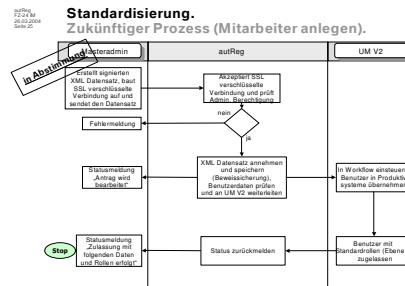 autReg
FZ-24 IM
26.03.2004
Seite 25
Standardisierung.
Zukünftiger Prozess (Mitarbeiter anlegen).
in Abstimmung!
Masteradmin
autReg
UM V2
Erstellt signierten
XML Datensatz, baut
SSL verschlüsselte
Verbindung auf und
sendet den Datensatz
Akzeptiert SSL
verschlüsselte
Verbindung und prüft
Admin. Berechtigung
nein
Fehlermeldung
ja
Statusmeldung
„Antrag wird
bearbeitet"
XML Datensatz annehmen
und speichern
(Beweissicherung),
Benutzerdaten prüfen
und an UM V2 weiterleiten
In Workflow einsteuern
Benutzer in Produktiv
systeme übernehmen
Stop
Statusmeldung
„Zulassung mit
folgenden Daten
und Rollen erfolgt"
Status zurückmelden
Benutzer mit
Standardrollen (Ebene
zugelassen